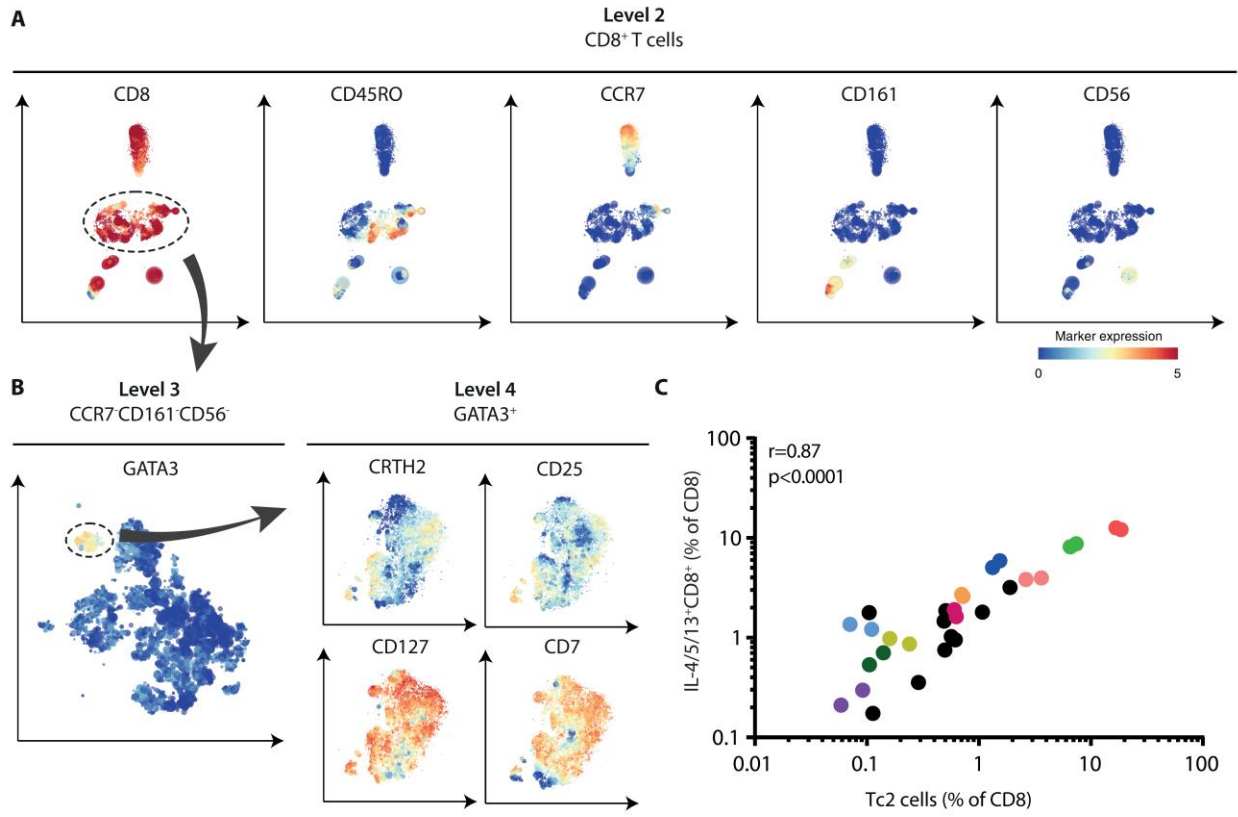 A
Level 2
CD8⁺ T cells
CD8
CD45RO
CCR7
CD161
CD56
Marker expression
0 5
B
Level 3
CCR7⁻CD161⁻CD56⁻
GATA3
Level 4
GATA3⁺
CRTH2
CD25
CD127
CD7
C
r=0.87
p<0.0001
IL-4/5/13⁺CD8⁺ (% of CD8)
100
10
1
0.1
0.01 0.1 1 10 100
Tc2 cells (% of CD8)